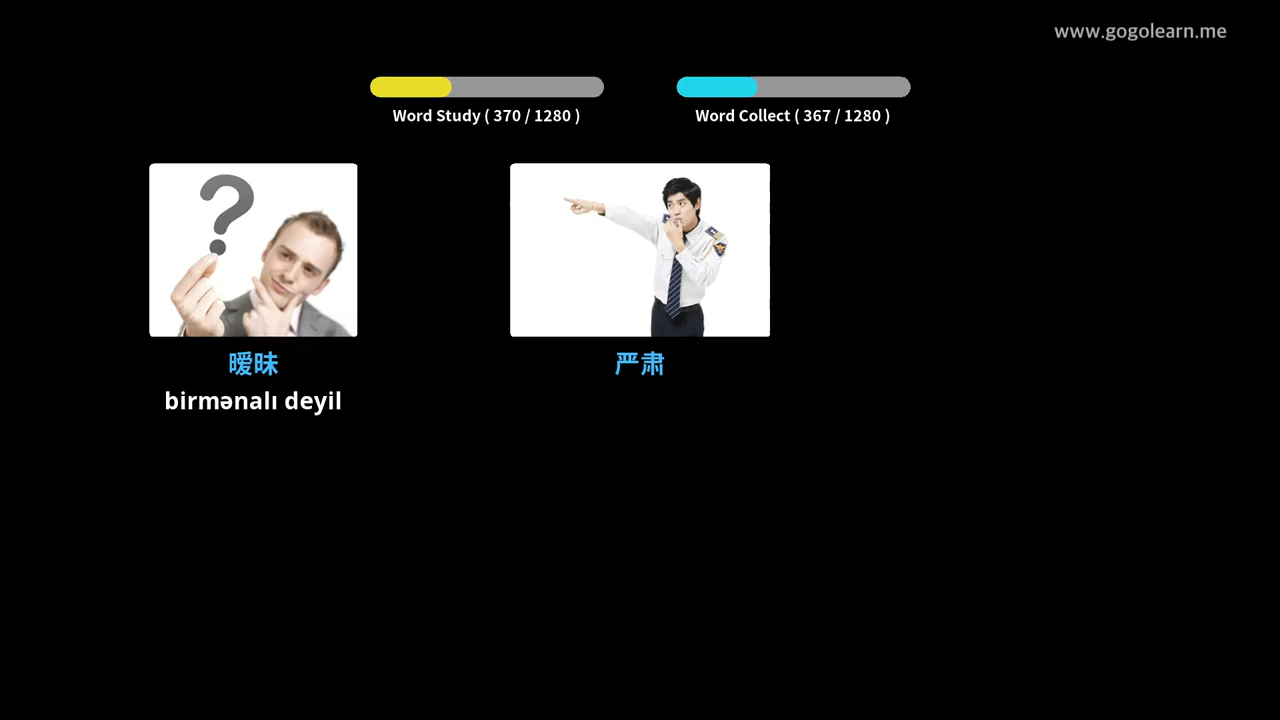 www.gogolearn.me
Word Study ( 370 / 1280 )
Word Collect ( 367 / 1280 )
暧昧
birmənalı deyil
严肃